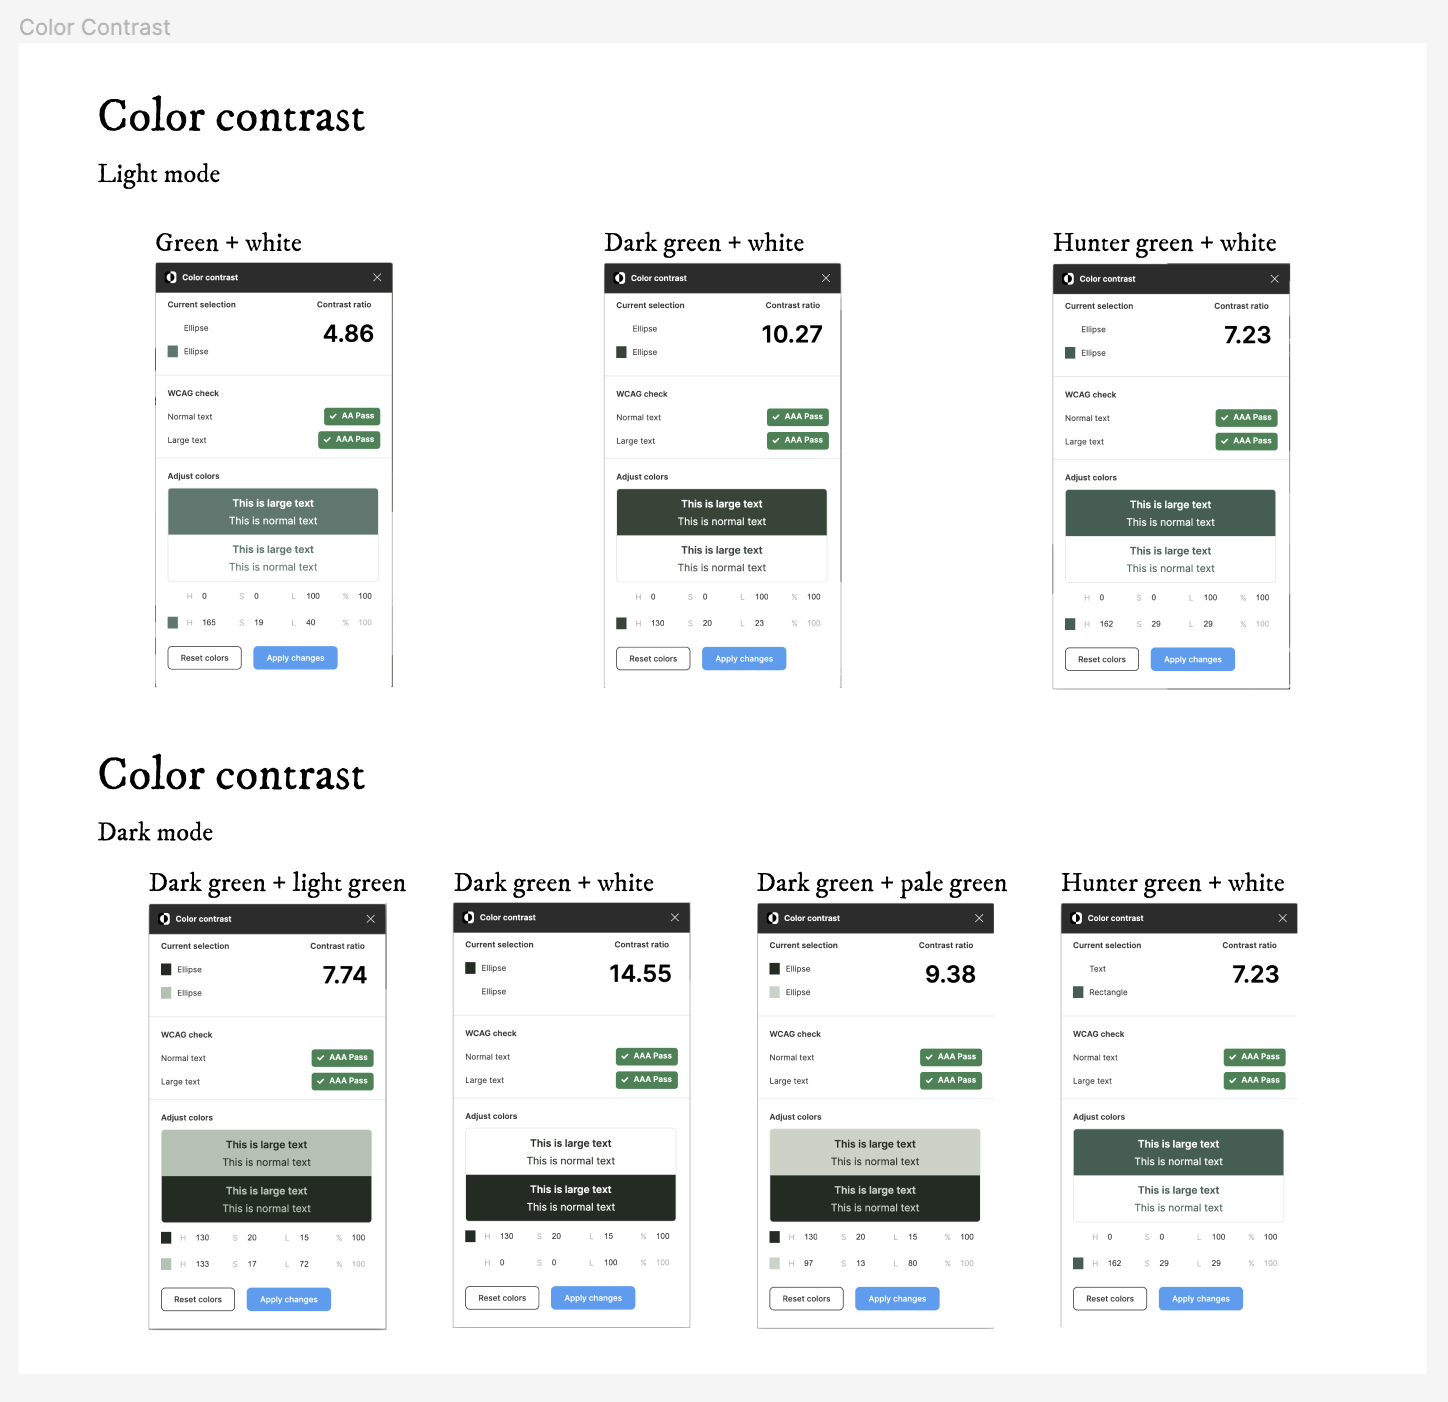 Color Contrast
Color contrast
Light mode
Green + white
Color contrast
Current selection Contrast ratio
Ellipse 4.86
Ellipse
WCAG check
Normal text AA Pass
Large text AAA Pass
Adjust colors
This is large text
This is normal text
This is large text
This is normal text
H 0 S 0 L 100 % 100
H 165 S 19 L 40 % 100
Reset colors Apply changes
Dark green + white
Color contrast
Current selection Contrast ratio
Ellipse 10.27
Ellipse
WCAG check
Normal text AAA Pass
Large text AAA Pass
Adjust colors
This is large text
This is normal text
This is large text
This is normal text
H 0 S 0 L 100 % 100
H 130 S 20 L 23 % 100
Reset colors Apply changes
Hunter green + white
Color contrast
Current selection Contrast ratio
Ellipse 7.23
Ellipse
WCAG check
Normal text AAA Pass
Large text AAA Pass
Adjust colors
This is large text
This is normal text
This is large text
This is normal text
H 0 S 0 L 100 % 100
H 162 S 29 L 29 % 100
Reset colors Apply changes
Color contrast
Dark mode
Dark green + light green
Color contrast
Current selection Contrast ratio
Ellipse 7.74
Ellipse
WCAG check
Normal text AAA Pass
Large text AAA Pass
Adjust colors
This is large text
This is normal text
This is large text
This is normal text
H 130 S 20 L 15 % 100
H 133 S 17 L 72 % 100
Reset colors Apply changes
Dark green + white
Color contrast
Current selection Contrast ratio
Ellipse 14.55
Ellipse
WCAG check
Normal text AAA Pass
Large text AAA Pass
Adjust colors
This is large text
This is normal text
This is large text
This is normal text
H 130 S 20 L 15 % 100
H 0 S 0 L 100 % 100
Reset colors Apply changes
Dark green + pale green
Color contrast
Current selection Contrast ratio
Ellipse 9.38
Ellipse
WCAG check
Normal text AAA Pass
Large text AAA Pass
Adjust colors
This is large text
This is normal text
This is large text
This is normal text
H 130 S 20 L 15 % 100
H 97 S 13 L 80 % 100
Reset colors Apply changes
Hunter green + white
Color contrast
Current selection Contrast ratio
Text 7.23
Rectangle
WCAG check
Normal text AAA Pass
Large text AAA Pass
Adjust colors
This is large text
This is normal text
This is large text
This is normal text
H 0 S 0 L 100 % 100
H 162 S 29 L 29 % 100
Reset colors Apply changes